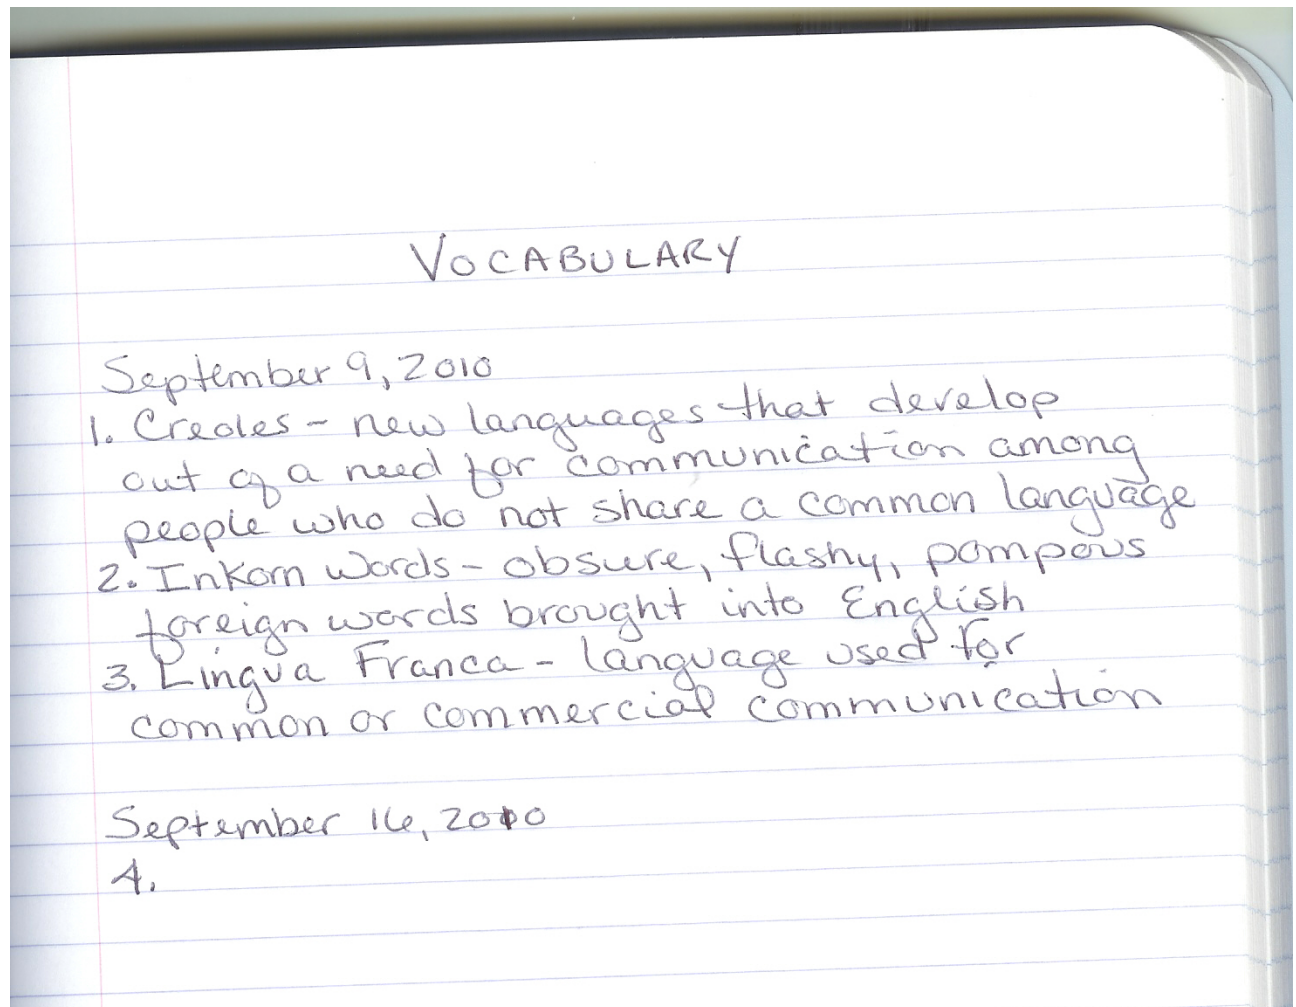 VOCABULARY
September 9, 2010
1. Creoles - new languages that develop
out of a need for communication among
people who do not share a common language
2. Inkorn Words - obsure, flashy, pompous
foreign words brought into English
3. Lingua Franca - language used for
common or commercial communication
September 16, 2010
4.